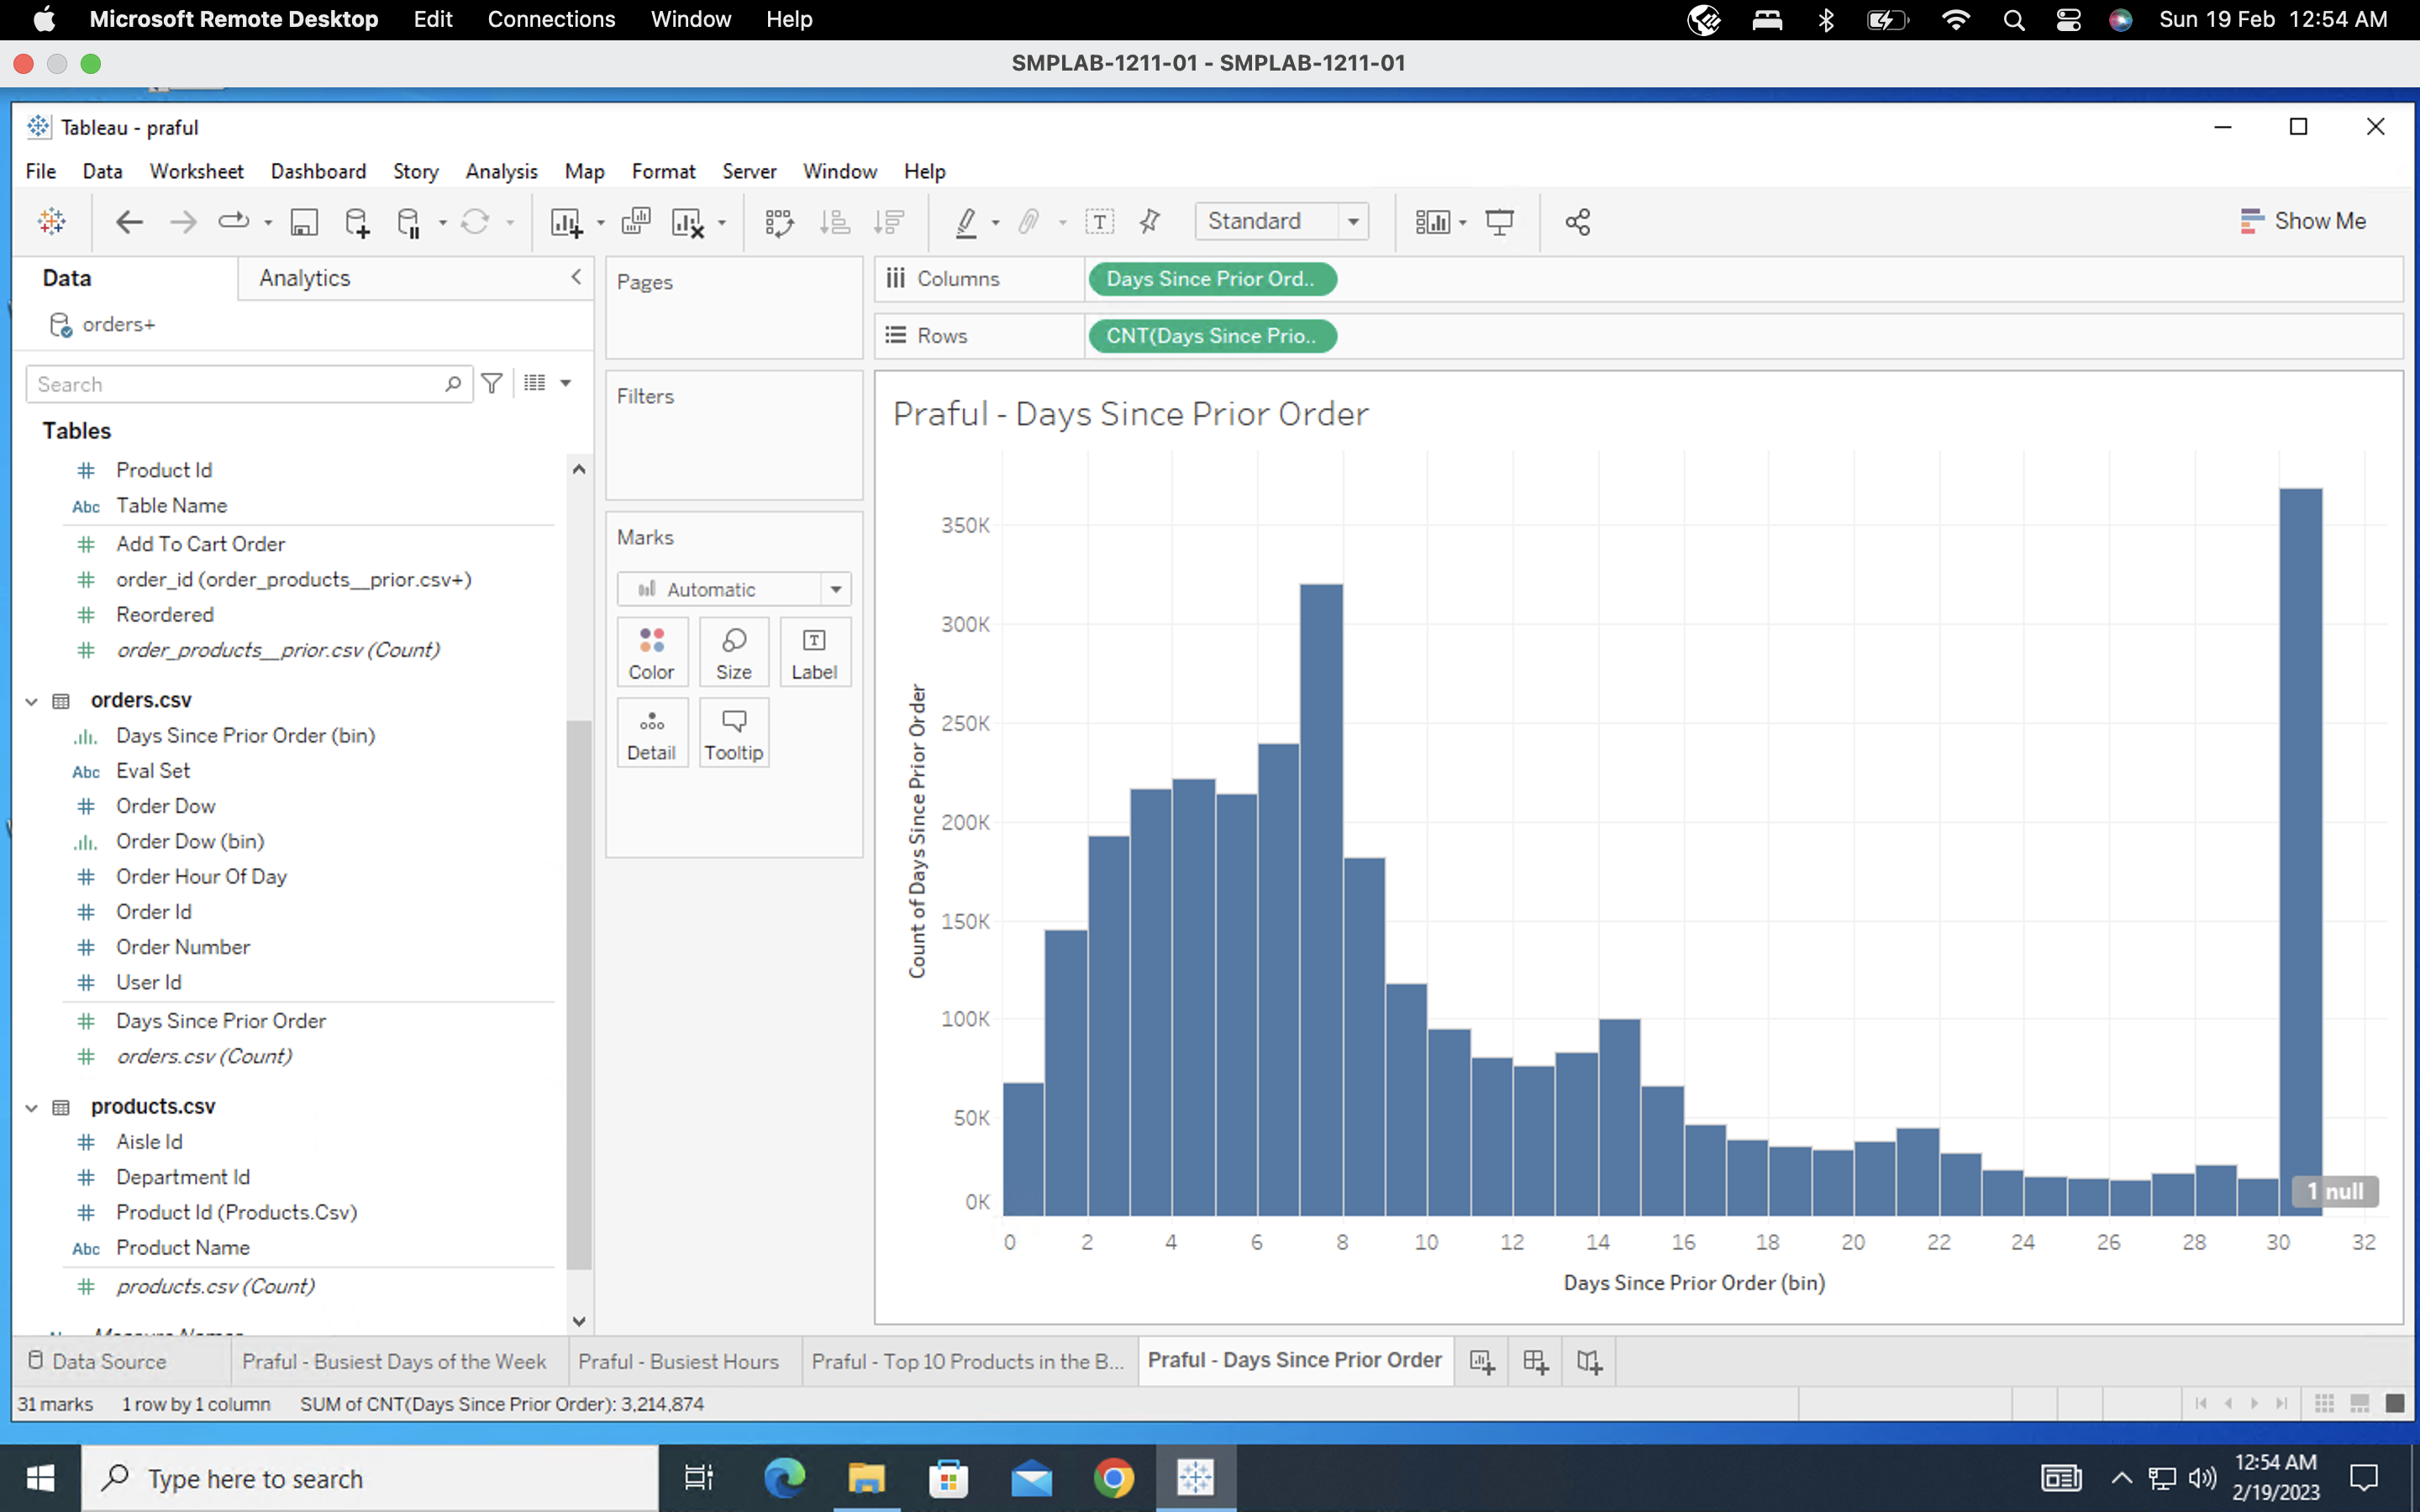 Microsoft Remote Desktop Edit Connections Window Help Sun 19 Feb 12:54 AM
SMPLAB-1211-01 - SMPLAB-1211-01
Tableau - praful
File Data Worksheet Dashboard Story Analysis Map Format Server Window Help
Standard
Show Me
Data
Analytics
orders+
Search
Tables
# Product Id
Abc Table Name
# Add To Cart Order
# order_id (order_products__prior.csv+)
# Reordered
# order_products__prior.csv (Count)
orders.csv
Days Since Prior Order (bin)
Abc Eval Set
# Order Dow
Order Dow (bin)
# Order Hour Of Day
# Order Id
# Order Number
# User Id
# Days Since Prior Order
# orders.csv (Count)
products.csv
# Aisle Id
# Department Id
# Product Id (Products.Csv)
Abc Product Name
# products.csv (Count)
Pages
Filters
Marks
Automatic
Color Size Label
Detail Tooltip
Columns Days Since Prior Ord..
Rows CNT(Days Since Prio..
Praful - Days Since Prior Order
Count of Days Since Prior Order
350K
300K
250K
200K
150K
100K
50K
0K
1 null
0 2 4 6 8 10 12 14 16 18 20 22 24 26 28 30 32
Days Since Prior Order (bin)
Data Source Praful - Busiest Days of the Week Praful - Busiest Hours Praful - Top 10 Products in the B... Praful - Days Since Prior Order
31 marks 1 row by 1 column SUM of CNT(Days Since Prior Order): 3,214,874
Type here to search
12:54 AM
2/19/2023